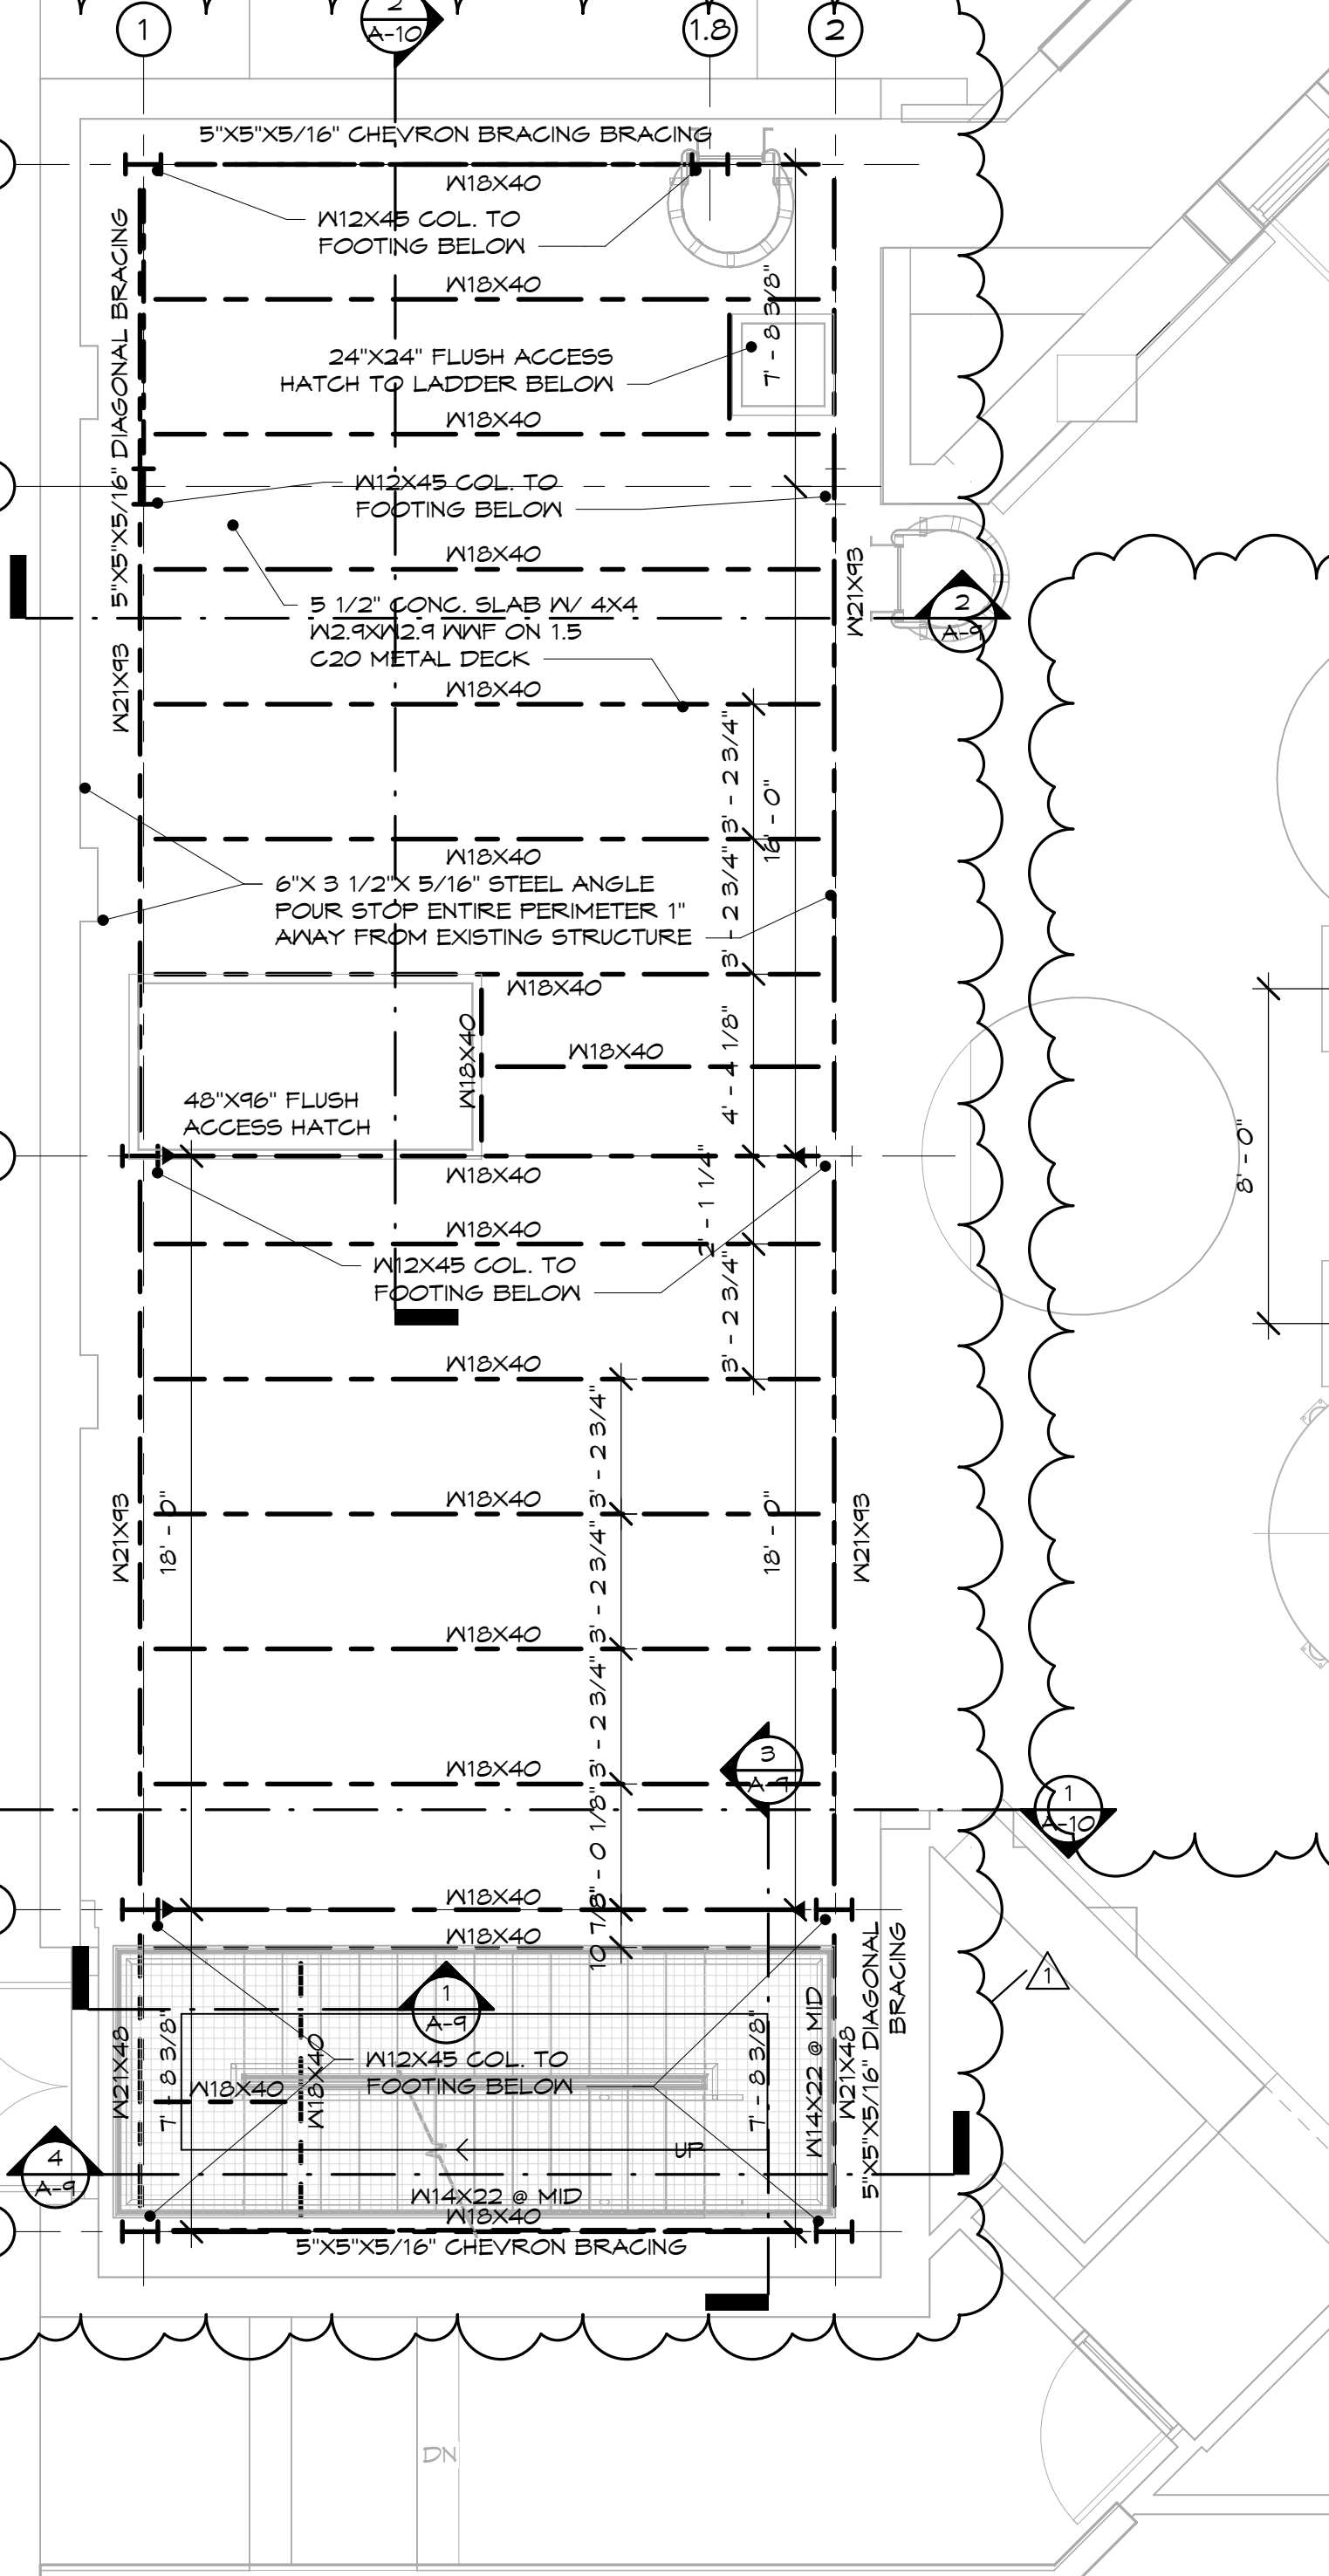 2
A-10
1
1.8
2
5"X5"X5/16" CHEVRON BRACING BRACING
W18X40
W12X45 COL. TO
FOOTING BELOW
5"X5"X5/16" DIAGONAL BRACING
W18X40
7' - 8 3/8"
24"X24" FLUSH ACCESS
HATCH TO LADDER BELOW
W18X40
W12X45 COL. TO
FOOTING BELOW
W18X40
W21X93
2
A-9
5 1/2" CONC. SLAB W/ 4X4
W2.9XW2.9 WWF ON 1.5
C20 METAL DECK
W21X93
W18X40
3' - 2 3/4"
16' - 0"
W18X40
6"X 3 1/2"X 5/16" STEEL ANGLE
POUR STOP ENTIRE PERIMETER 1"
AWAY FROM EXISTING STRUCTURE
3' - 2 3/4"
W18X40
W18X40
W18X40
4' - 4 1/8"
48"X96" FLUSH
ACCESS HATCH
8' - 0"
W18X40
2' - 1 1/4"
W18X40
W12X45 COL. TO
FOOTING BELOW
3' - 2 3/4"
W18X40
3' - 2 3/4"
W18X40
W21X93
18' - 0"
18' - 0"
W21X93
3' - 2 3/4"
W18X40
3' - 2 3/4"
3
A-9
W18X40
1
A-10
3' - 0 1/8"
W18X40
10 7/8"
W18X40
5"X5"X5/16" DIAGONAL
BRACING
1
1
A-9
W21X48
7' - 8 3/8"
W18X40
W18X40
W12X45 COL. TO
FOOTING BELOW
7' - 8 3/8"
W14X22 @ MID
W21X48
UP
4
A-9
W14X22 @ MID
W18X40
5"X5"X5/16" CHEVRON BRACING
DN